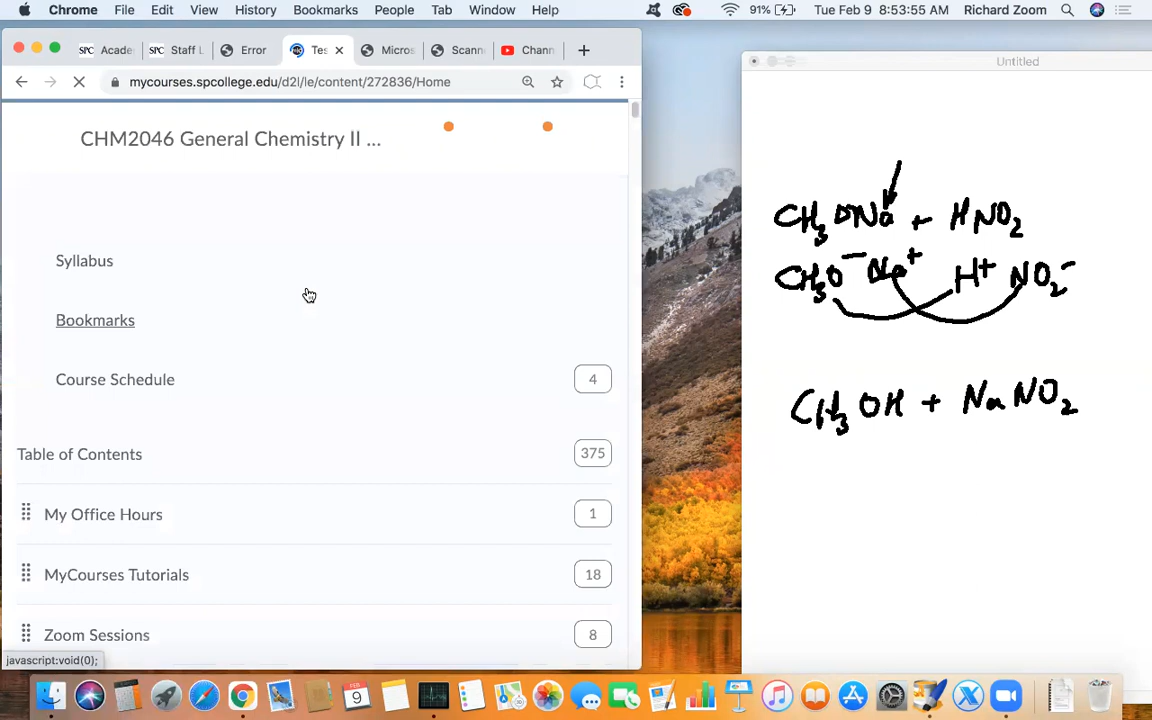 Chrome File Edit View History Bookmarks People Tab Window Help 91% Tue Feb 9 8:53:55 AM Richard Zoom
SPC Acade SPC Staff L Error Tes × Micros Scann Chann +
mycourses.spcollege.edu/d2l/le/content/272836/Home
Untitled
CHM2046 General Chemistry II ...
Syllabus
Bookmarks
Course Schedule 4
Table of Contents 375
My Office Hours 1
MyCourses Tutorials 18
Zoom Sessions 8
javascript:void(0);
CH₃ONa + HNO₂
CH₃O⁻ Na⁺ H⁺ NO₂⁻
CH₃OH + NaNO₂
9